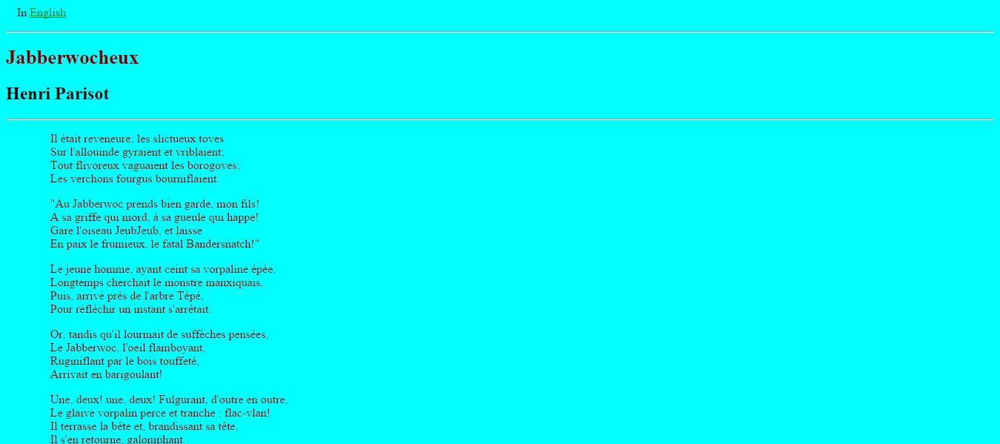 In English
Jabberwocheux
Henri Parisot
Il était reveneure; les slictueux toves
Sur l'allouinde gyraient et vriblaient;
Tout flivoreux vaguaient les borogoves;
Les verchons fourgus bourniflaient.
"Au Jabberwoc prends bien garde, mon fils!
A sa griffe qui mord, à sa gueule qui happe!
Gare l'oiseau JeubJeub, et laisse
En paix le frumieux, le fatal Bandersnatch!"
Le jeune homme, ayant ceint sa vorpaline épée,
Longtemps cherchait le monstre manxiquais,
Puis, arrivé près de l'arbre Tépé,
Pour réfléchir un instant s'arrêtait.
Or, tandis qu'il lourmait de suffèches pensées,
Le Jabberwoc, l'oeil flamboyant,
Ruginiflant par le bois touffeté,
Arrivait en barigoulant!
Une, deux! une, deux! Fulgurant, d'outre en outre,
Le glaive vorpalin perce et tranche : flac-vlan!
Il terrasse la bête et, brandissant sa tête,
Il s'en retourne, galomphant.